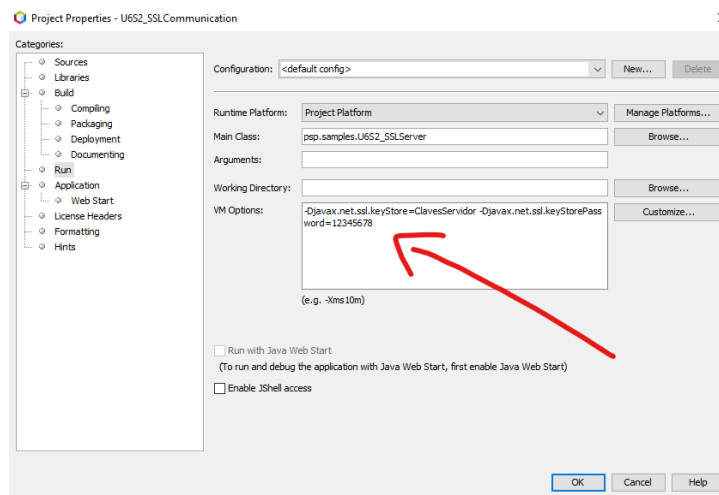 Project Properties - U6S2_SSLCommunication
Categories:
Sources
Libraries
Build
Compiling
Packaging
Deployment
Documenting
Run
Application
Web Start
License Headers
Formatting
Hints
Configuration: <default config> New... Delete
Runtime Platform: Project Platform Manage Platforms...
Main Class: psp.samples.U6S2_SSLServer Browse...
Arguments:
Working Directory: Browse...
VM Options: -Djavax.net.ssl.keyStore=ClavesServidor -Djavax.net.ssl.keyStorePass Customize...
word=12345678
(e.g. -Xms10m)
Run with Java Web Start
(To run and debug the application with Java Web Start, first enable Java Web Start)
Enable JShell access
OK Cancel Help